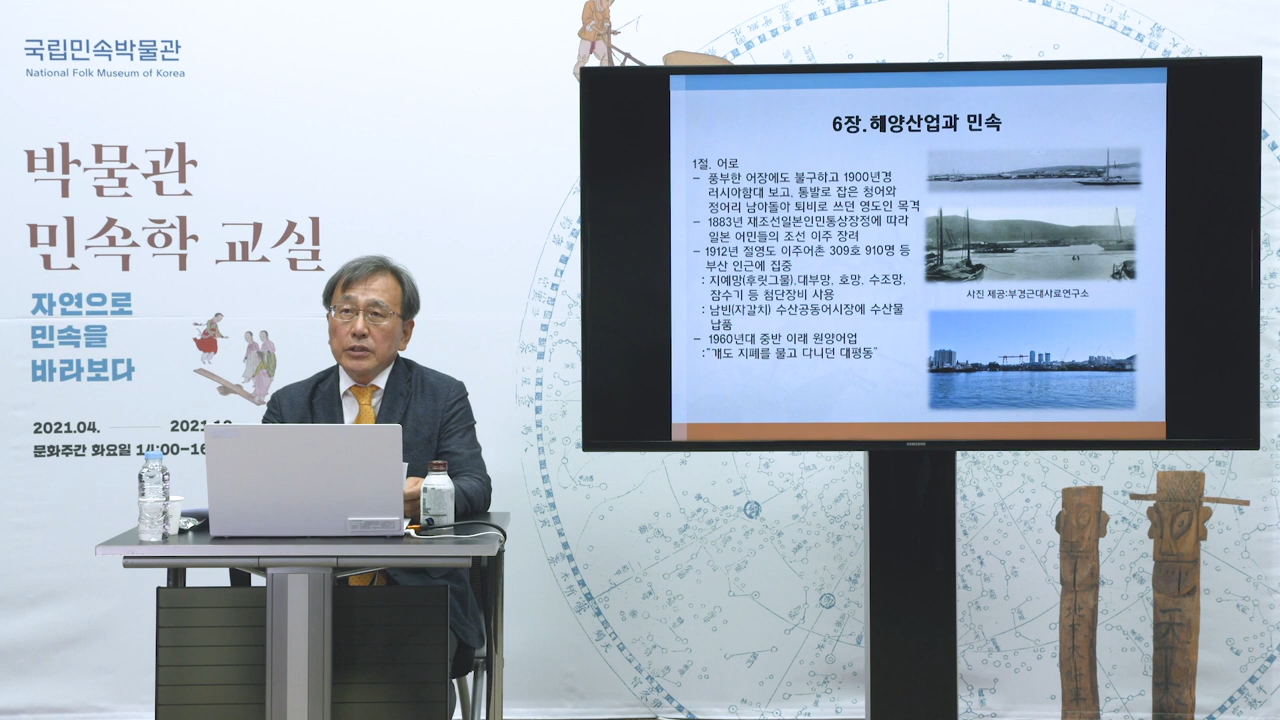 국립민속박물관
National Folk Museum of Korea
박물관
민속학 교실
자연으로
민속을
바라보다
2021.04. 2021.10
문화주간 화요일 14:00-16
6장.해양산업과 민속
1절. 어로
- 풍부한 어장에도 불구하고 1900년경
러시아함대 보고, 통발로 잡은 청어와
정어리 남아돌아 퇴비로 쓰던 영도인 목격
- 1883년 재조선일본인민통상장정에 따라
일본 어민들의 조선 이주 장려
- 1912년 절영도 이주어촌 309호 910명 등
부산 인근에 집중
: 지예망(후릿그물),대부망, 호망, 수조망,
잠수기 등 첨단장비 사용
: 남빈(자갈치) 수산공동어시장에 수산물
납품
- 1960년대 중반 이래 원양어업
:"개도 지폐를 물고 다니던 대평동"
사진 제공:부경근대사료연구소
SAMSUNG